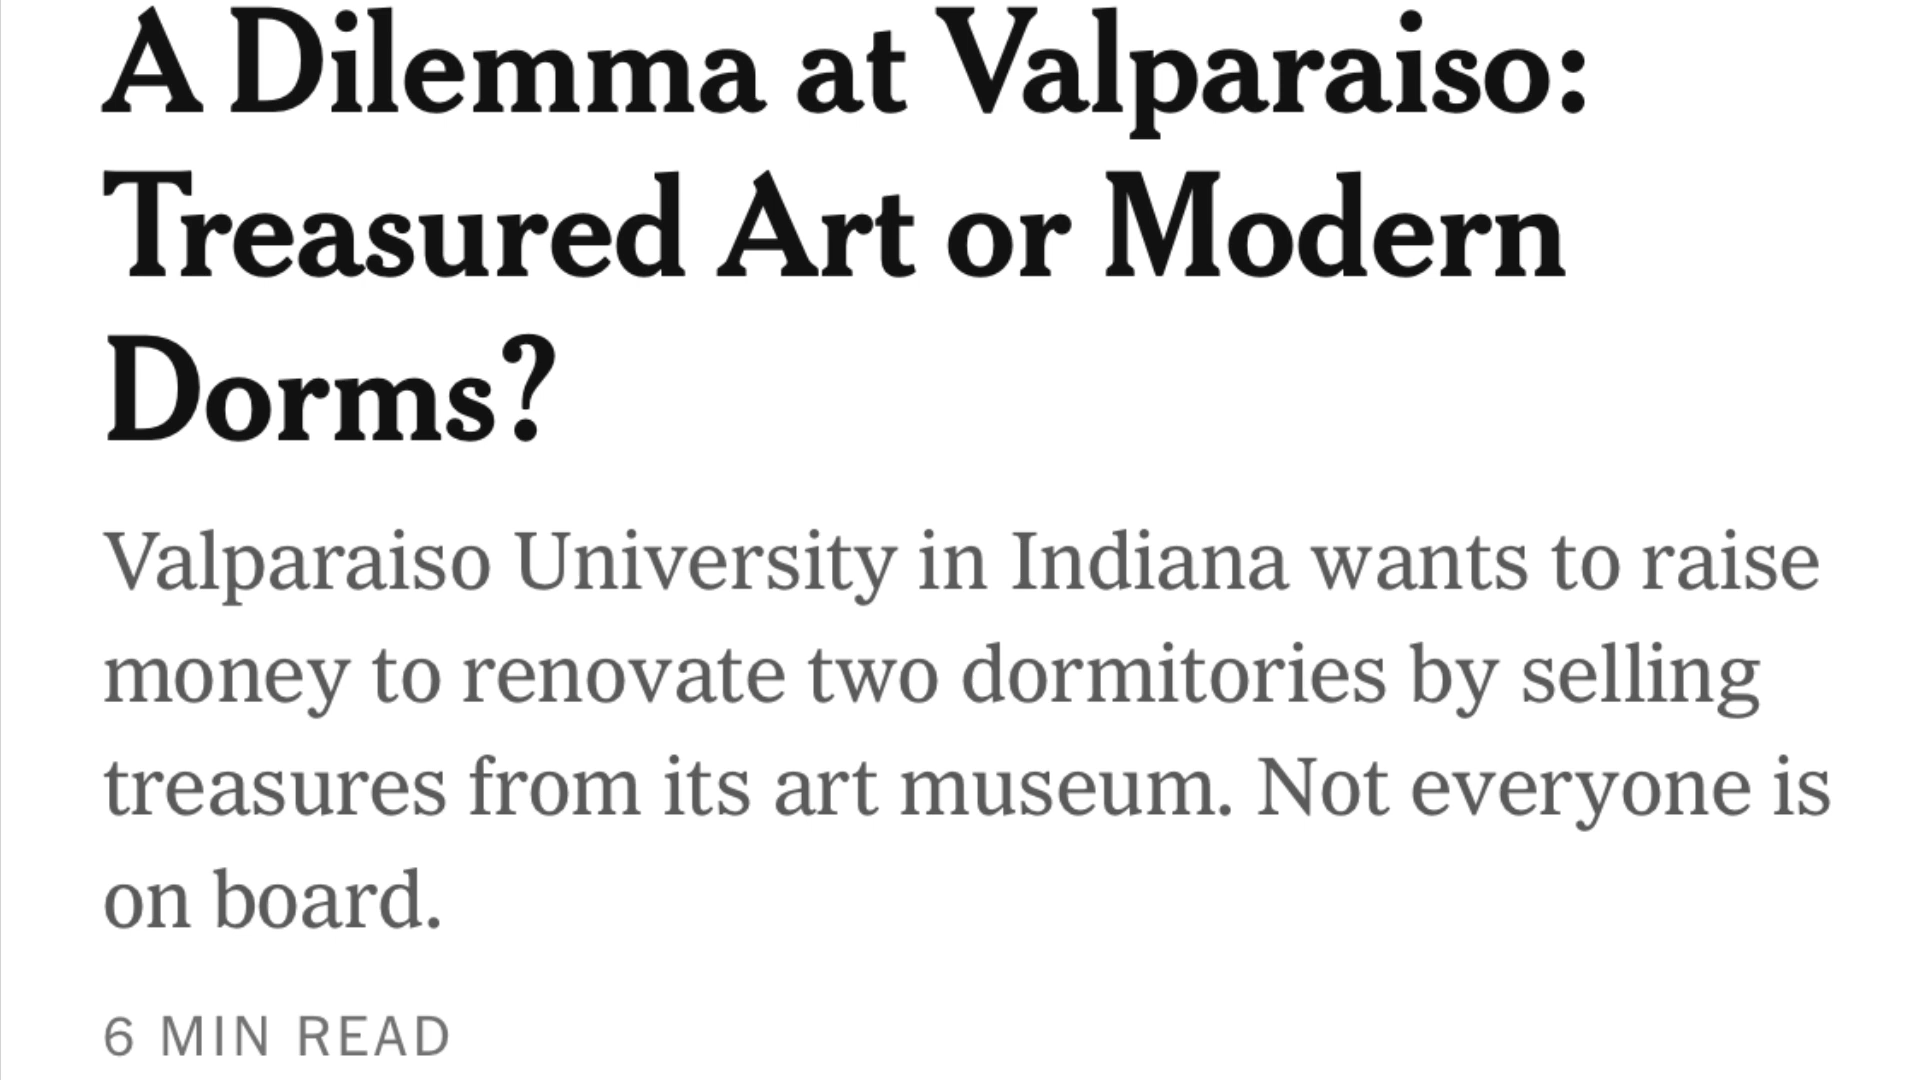 A Dilemma at Valparaiso:
Treasured Art or Modern
Dorms?
Valparaiso University in Indiana wants to raise
money to renovate two dormitories by selling
treasures from its art museum. Not everyone is
on board.
6 MIN READ